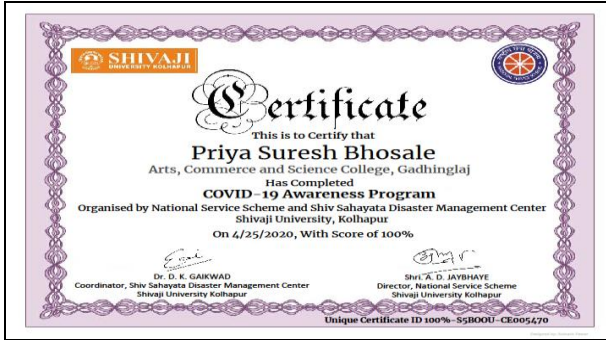 SHIVAJI
UNIVERSITY KOLHAPUR
Certificate
This is to Certify that
Priya Suresh Bhosale
Arts, Commerce and Science College, Gadhinglaj
Has Completed
COVID-19 Awareness Program
Organised by National Service Scheme and Shiv Sahayata Disaster Management Center
Shivaji University, Kolhapur
On 4/25/2020, With Score of 100%
Dr. D. K. GAIKWAD
Coordinator, Shiv Sahayata Disaster Management Center
Shivaji University Kolhapur
Shri. A. D. JAYBHAYE
Director, National Service Scheme
Shivaji University Kolhapur
Unique Certificate ID 100%-S5BOOU-CE005470